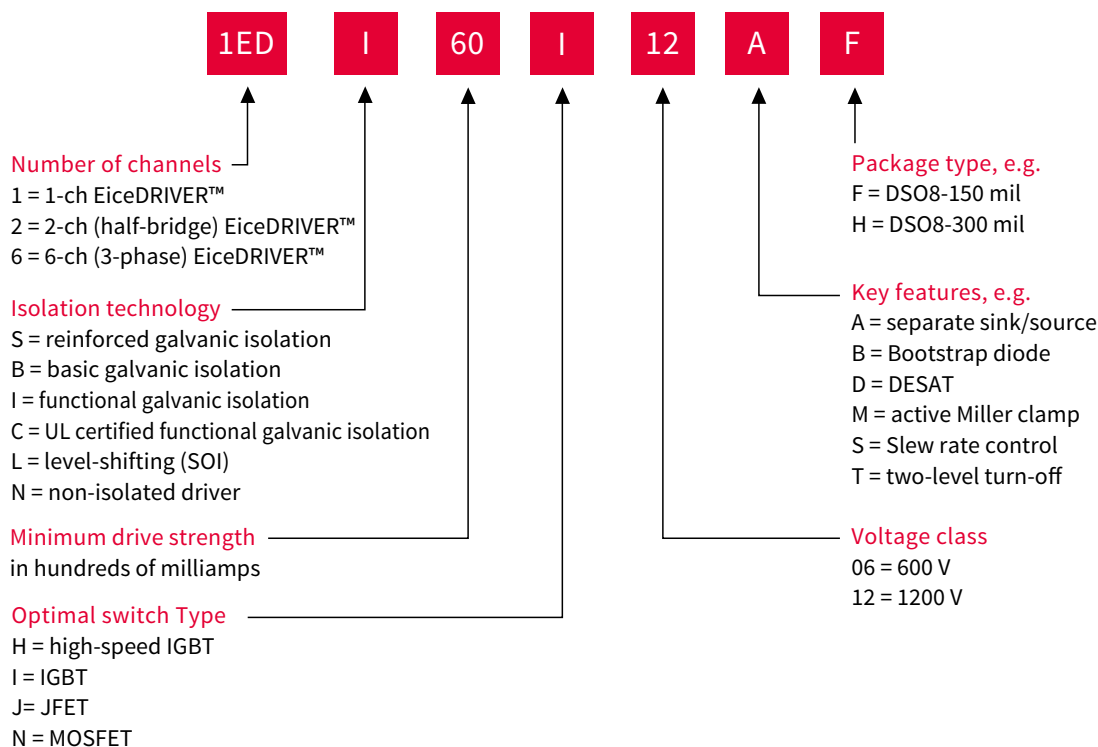 1ED I 60 I 12 A F
Number of channels
1 = 1-ch EiceDRIVER™
2 = 2-ch (half-bridge) EiceDRIVER™
6 = 6-ch (3-phase) EiceDRIVER™
Isolation technology
S = reinforced galvanic isolation
B = basic galvanic isolation
I = functional galvanic isolation
C = UL certified functional galvanic isolation
L = level-shifting (SOI)
N = non-isolated driver
Minimum drive strength
in hundreds of milliamps
Optimal switch Type
H = high-speed IGBT
I = IGBT
J= JFET
N = MOSFET
Package type, e.g.
F = DSO8-150 mil
H = DSO8-300 mil
Key features, e.g.
A = separate sink/source
B = Bootstrap diode
D = DESAT
M = active Miller clamp
S = Slew rate control
T = two-level turn-off
Voltage class
06 = 600 V
12 = 1200 V